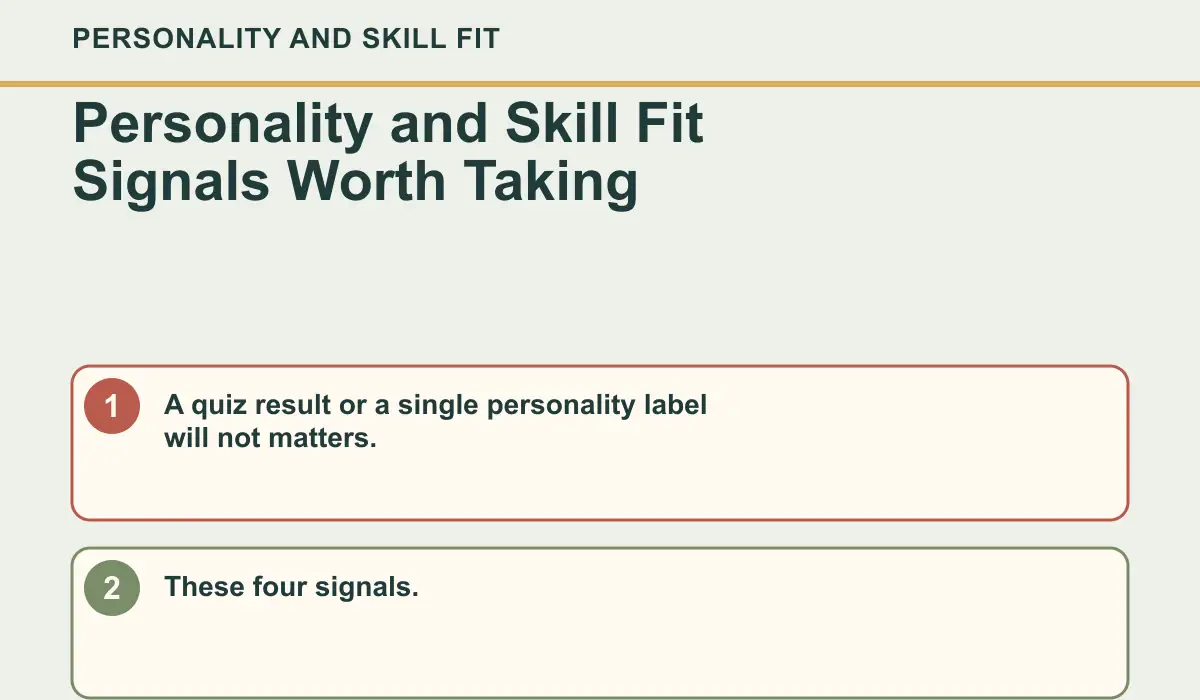 PERSONALITY AND SKILL FIT
Personality and Skill Fit
Signals Worth Taking
1
A quiz result or a single personality label
will not matters.
2
These four signals.